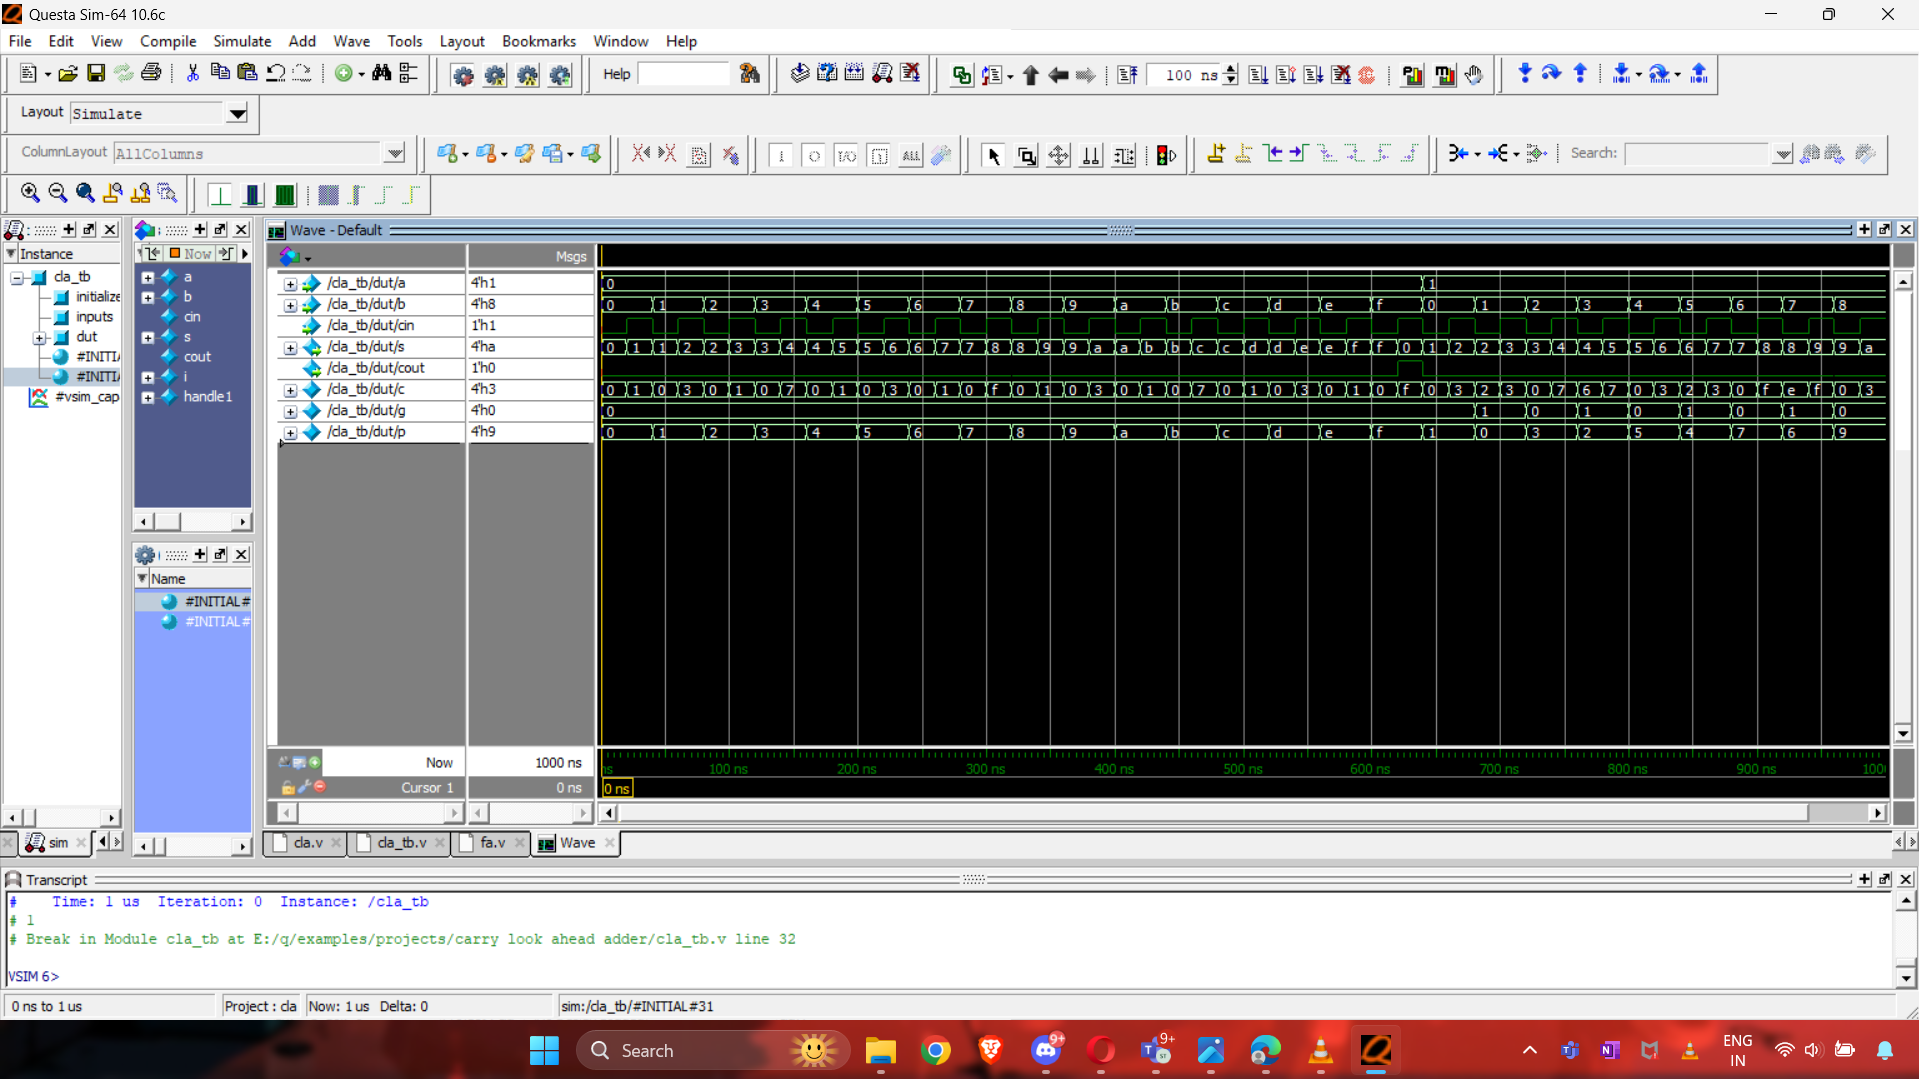 Questa Sim-64 10.6c
File Edit View Compile Simulate Add Wave Tools Layout Bookmarks Window Help
Help
100 ns
Layout Simulate
ColumnLayout AllColumns
Search:
Wave - Default
Instance
cla_tb
initialize
inputs
dut
#INITIA
#INITIA
#vsim_cap
Now
a
b
cin
s
cout
i
handle1
Name
#INITIAL#
#INITIAL#
Msgs
/cla_tb/dut/a 4'h1 0 1
/cla_tb/dut/b 4'h8 0 1 2 3 4 5 6 7 8 9 a b c d e f 0 1 2 3 4 5 6 7 8
/cla_tb/dut/cin 1'h1
/cla_tb/dut/s 4'ha 0 1 1 2 2 3 3 4 4 5 5 6 6 7 7 8 8 9 9 a a b b c c d d e e f f 0 1 2 2 3 3 4 4 5 5 6 6 7 7 8 8 9 9 a
/cla_tb/dut/cout 1'h0
/cla_tb/dut/c 4'h3 0 1 0 3 0 1 0 7 0 1 0 3 0 1 0 f 0 1 0 3 0 1 0 7 0 1 0 3 0 1 0 f 0 3 2 3 0 7 6 7 0 3 2 3 0 f e f 0 3
/cla_tb/dut/g 4'h0 0 1 0 1 0 1 0 1 0
/cla_tb/dut/p 4'h9 0 1 2 3 4 5 6 7 8 9 a b c d e f 1 0 3 2 5 4 7 6 9
Now 1000 ns
ns 100 ns 200 ns 300 ns 400 ns 500 ns 600 ns 700 ns 800 ns 900 ns 100
Cursor 1 0 ns
0 ns
sim
cla.v cla_tb.v fa.v Wave
Transcript
# Time: 1 us Iteration: 0 Instance: /cla_tb
# 1
# Break in Module cla_tb at E:/q/examples/projects/carry look ahead adder/cla_tb.v line 32
VSIM 6>
0 ns to 1 us Project : cla Now: 1 us Delta: 0 sim:/cla_tb/#INITIAL#31
Search
9+
9+
ENG
IN